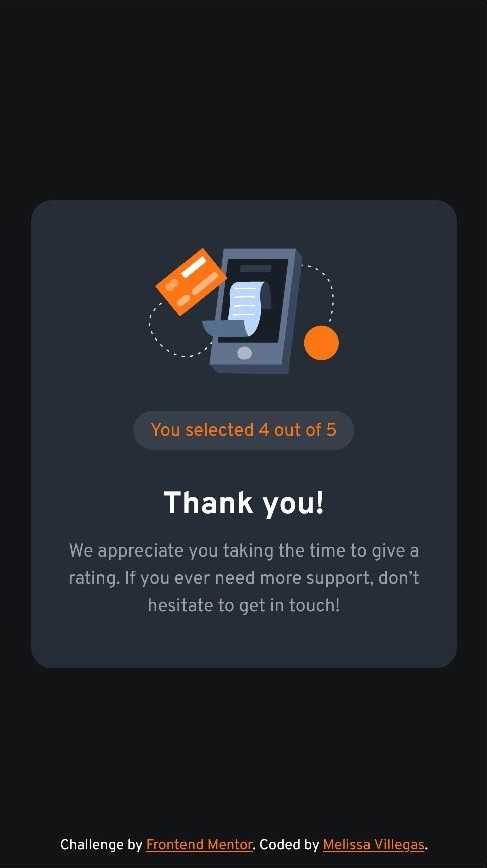 You selected 4 out of 5
Thank you!
We appreciate you taking the time to give a
rating. If you ever need more support, don’t
hesitate to get in touch!
Challenge by Frontend Mentor. Coded by Melissa Villegas.